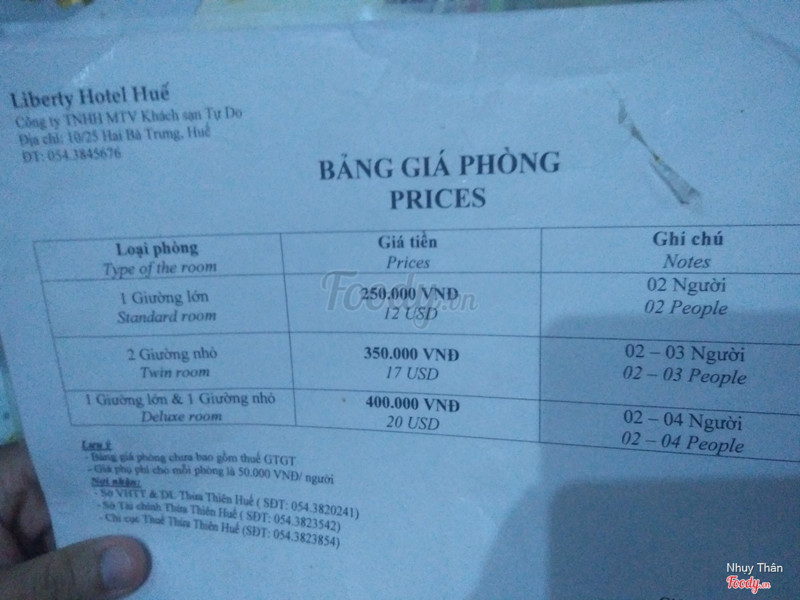 Liberty Hotel Huế
Công ty TNHH MTV Khách sạn Tự Do
Địa chỉ: 10/25 Hai Bà Trưng, Huế
ĐT: 054.3845676
BẢNG GIÁ PHÒNG
PRICES
Loại phòng
Type of the room
Giá tiền
Prices
Ghi chú
Notes
1 Giường lớn
Standard room
250.000 VNĐ
12 USD
02 Người
02 People
2 Giường nhỏ
Twin room
350.000 VNĐ
17 USD
02 – 03 Người
02 – 03 People
1 Giường lớn & 1 Giường nhỏ
Deluxe room
400.000 VNĐ
20 USD
02 – 04 Người
02 – 04 People
Lưu ý
- Bảng giá phòng chưa bao gồm thuế GTGT
- Giá phụ phí cho mỗi phòng là 50.000 VNĐ/ người
Nơi nhận:
- Sở VHTT & DL Thừa Thiên Huế ( SĐT: 054.3820241)
- Sở Tài chính Thừa Thiên Huế ( SĐT: 054.3823542)
- Chi cục Thuế Thừa Thiên Huế (SĐT: 054.3823854)
Foody.vn
Nhuy Thân
Foody.vn